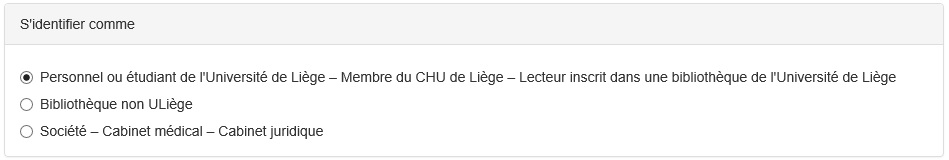 S'identifier comme
Personnel ou étudiant de l'Université de Liège – Membre du CHU de Liège – Lecteur inscrit dans une bibliothèque de l'Université de Liège
Bibliothèque non ULiège
Société – Cabinet médical – Cabinet juridique